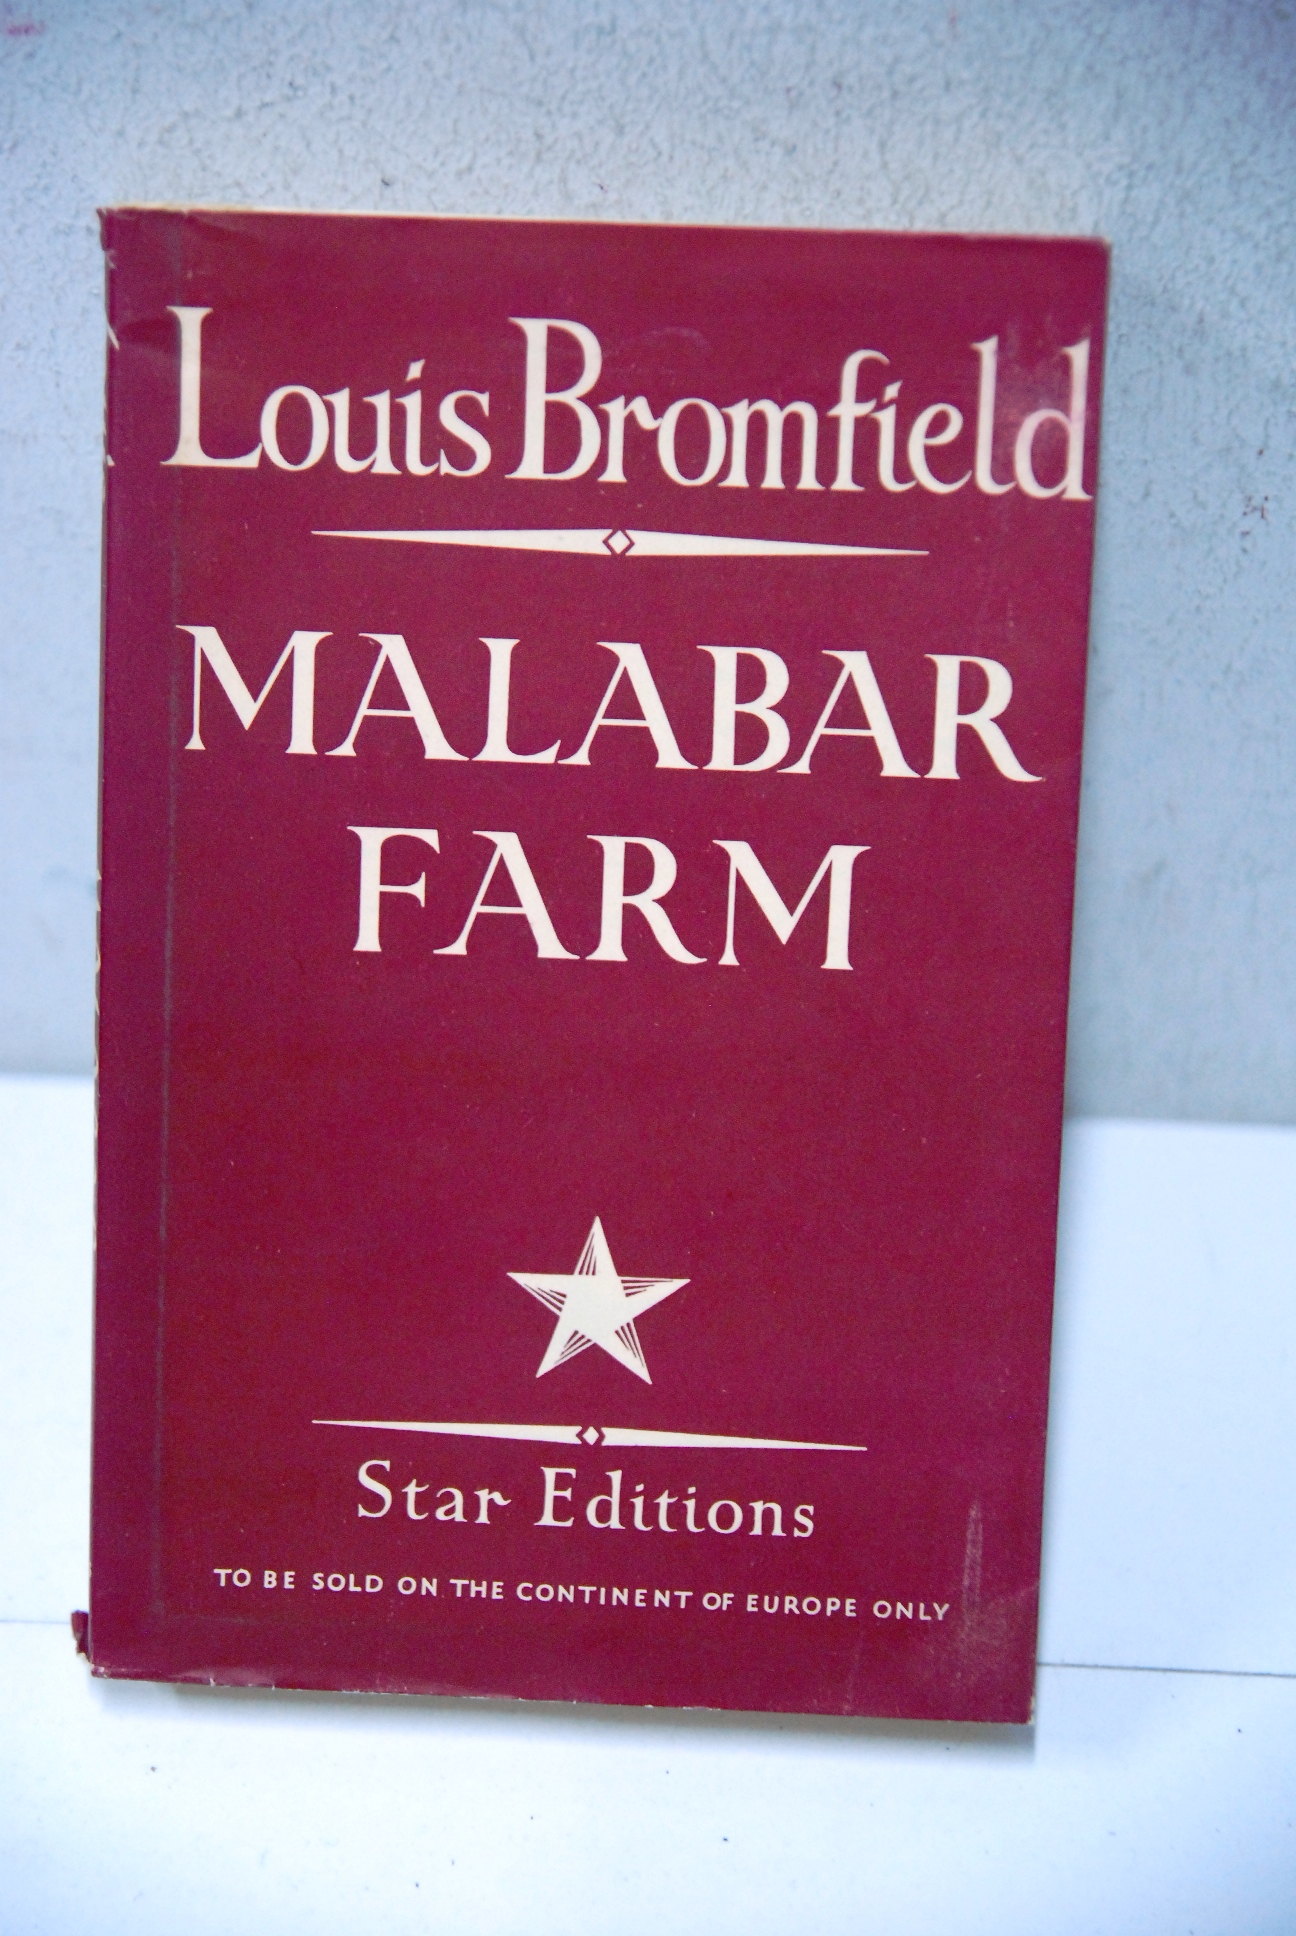 Louis Bromfield
MALABAR
FARM
Star Editions
TO BE SOLD ON THE CONTINENT OF EUROPE ONLY